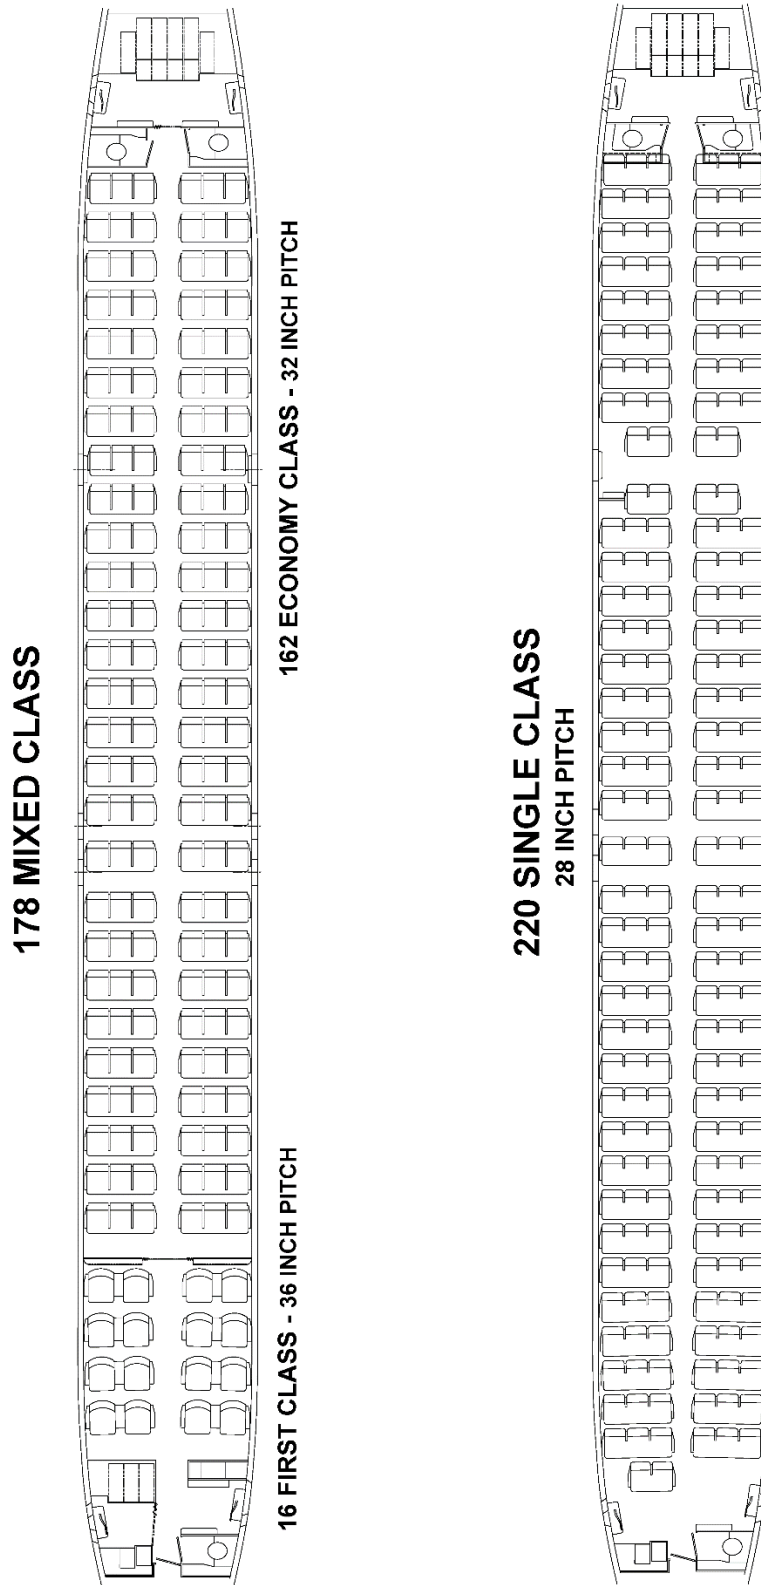 178 MIXED CLASS
162 ECONOMY CLASS - 32 INCH PITCH
16 FIRST CLASS - 36 INCH PITCH
220 SINGLE CLASS
28 INCH PITCH